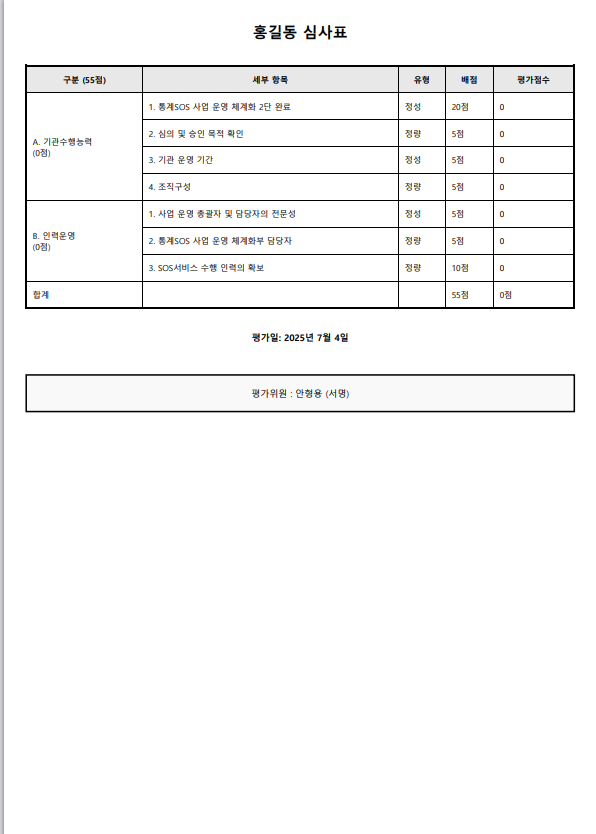 홍길동 심사표
구분 (55점) 세부 항목 유형 배점 평가점수
A. 기관수행능력
(0점)
1. 통계SOS 사업 운영 체계화 2단 완료 정성 20점 0
2. 심의 및 승인 목적 확인 정량 5점 0
3. 기관 운영 기간 정성 5점 0
4. 조직구성 정량 5점 0
B. 인력운영
(0점)
1. 사업 운영 총괄자 및 담당자의 전문성 정성 5점 0
2. 통계SOS 사업 운영 체계화부 담당자 정량 5점 0
3. SOS서비스 수행 인력의 확보 정량 10점 0
합계 55점 0점
평가일: 2025년 7월 4일
평가위원 : 안형용 (서명)